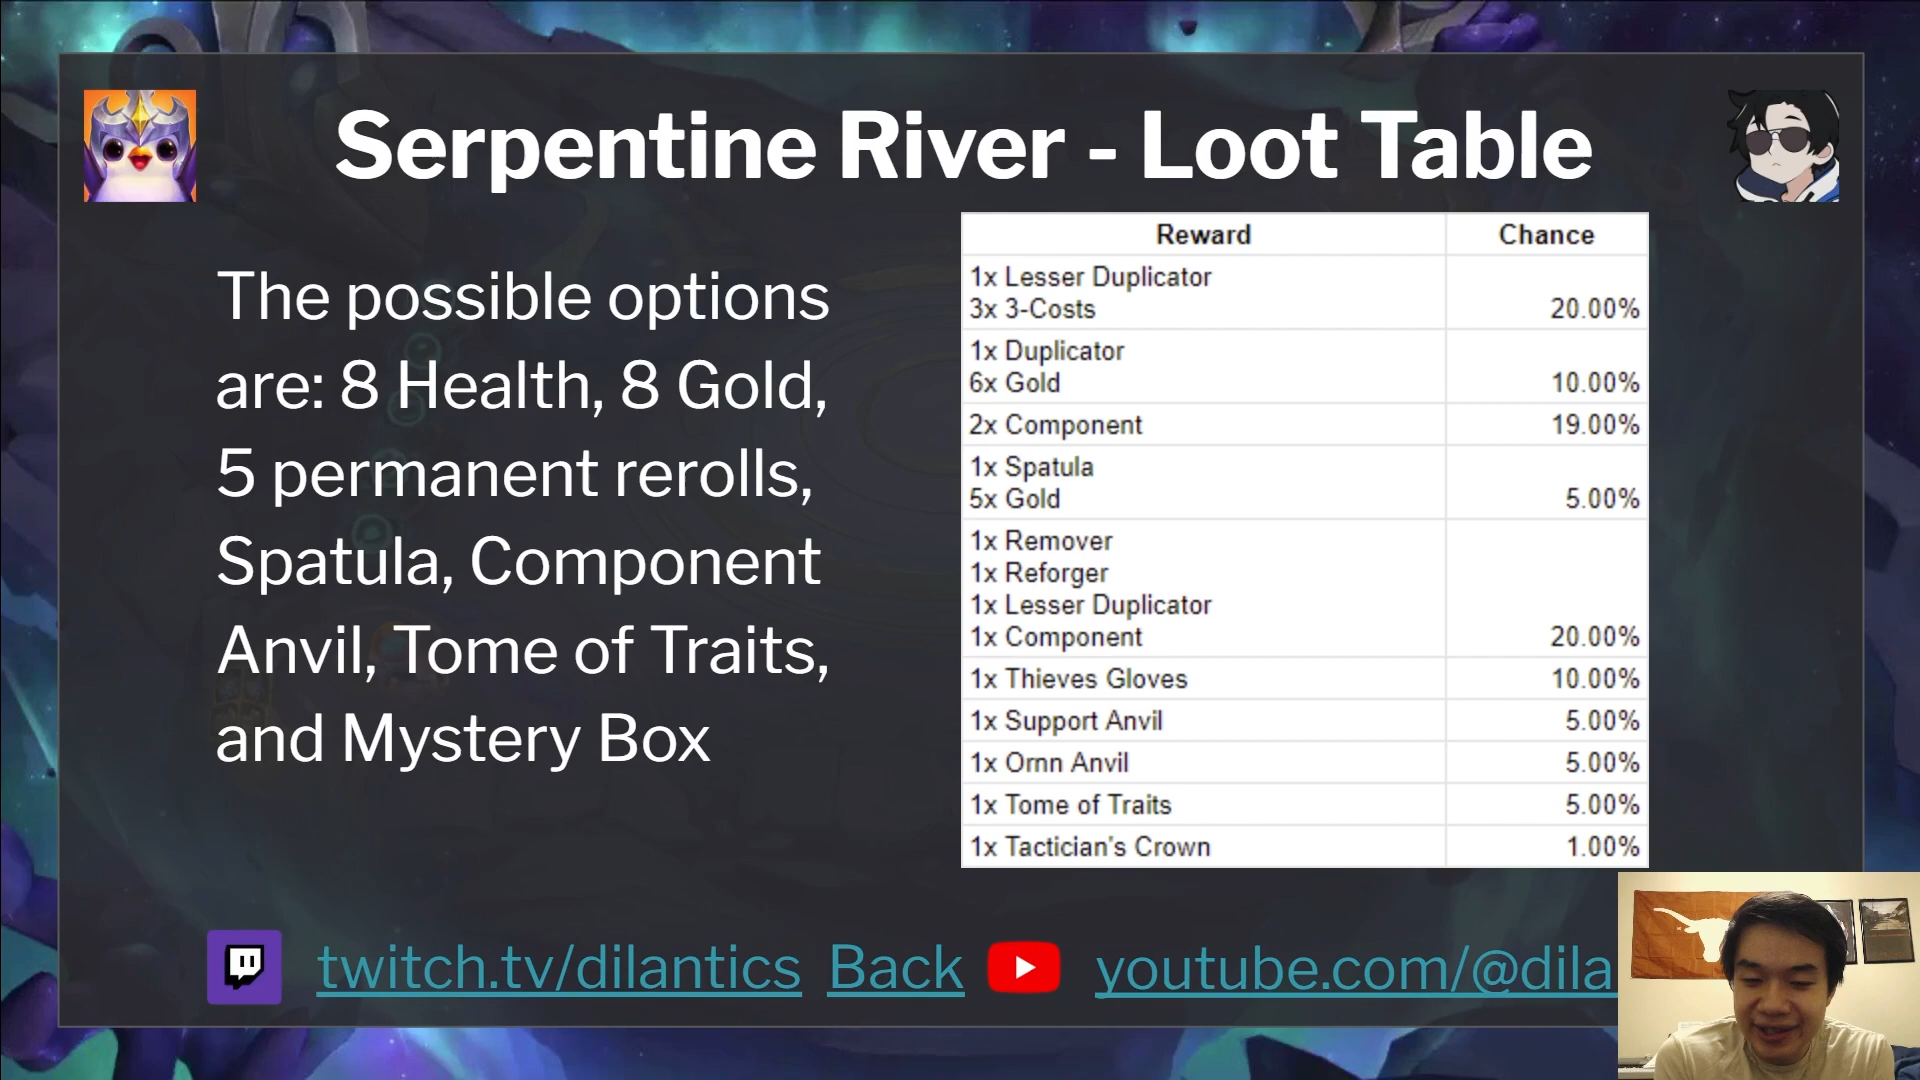 Serpentine River - Loot Table
The possible options
are: 8 Health, 8 Gold,
5 permanent rerolls,
Spatula, Component
Anvil, Tome of Traits,
and Mystery Box
Reward Chance
1x Lesser Duplicator
3x 3-Costs 20.00%
1x Duplicator
6x Gold 10.00%
2x Component 19.00%
1x Spatula
5x Gold 5.00%
1x Remover
1x Reforger
1x Lesser Duplicator
1x Component 20.00%
1x Thieves Gloves 10.00%
1x Support Anvil 5.00%
1x Ornn Anvil 5.00%
1x Tome of Traits 5.00%
1x Tactician's Crown 1.00%
twitch.tv/dilantics Back youtube.com/@dila